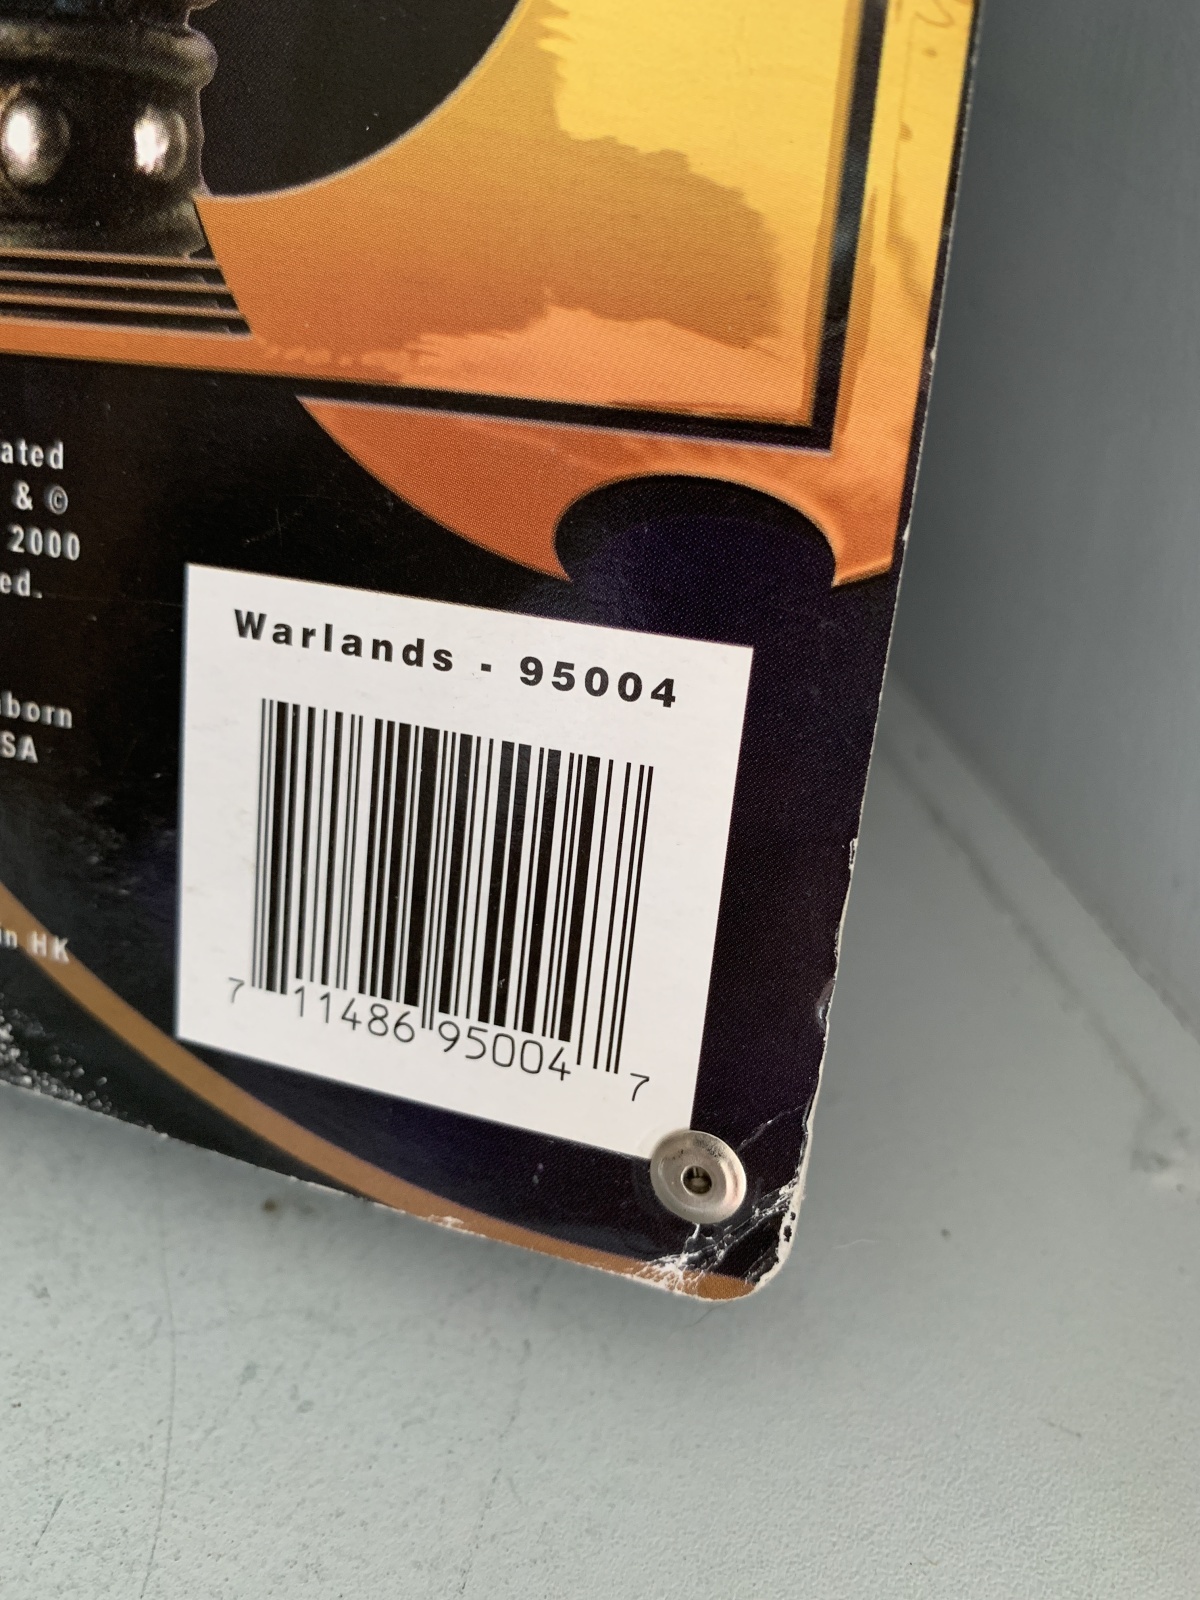 ated
& ©
2000
ed.
Warlands - 95004
born
SA
in HK
7 11486 95004 7